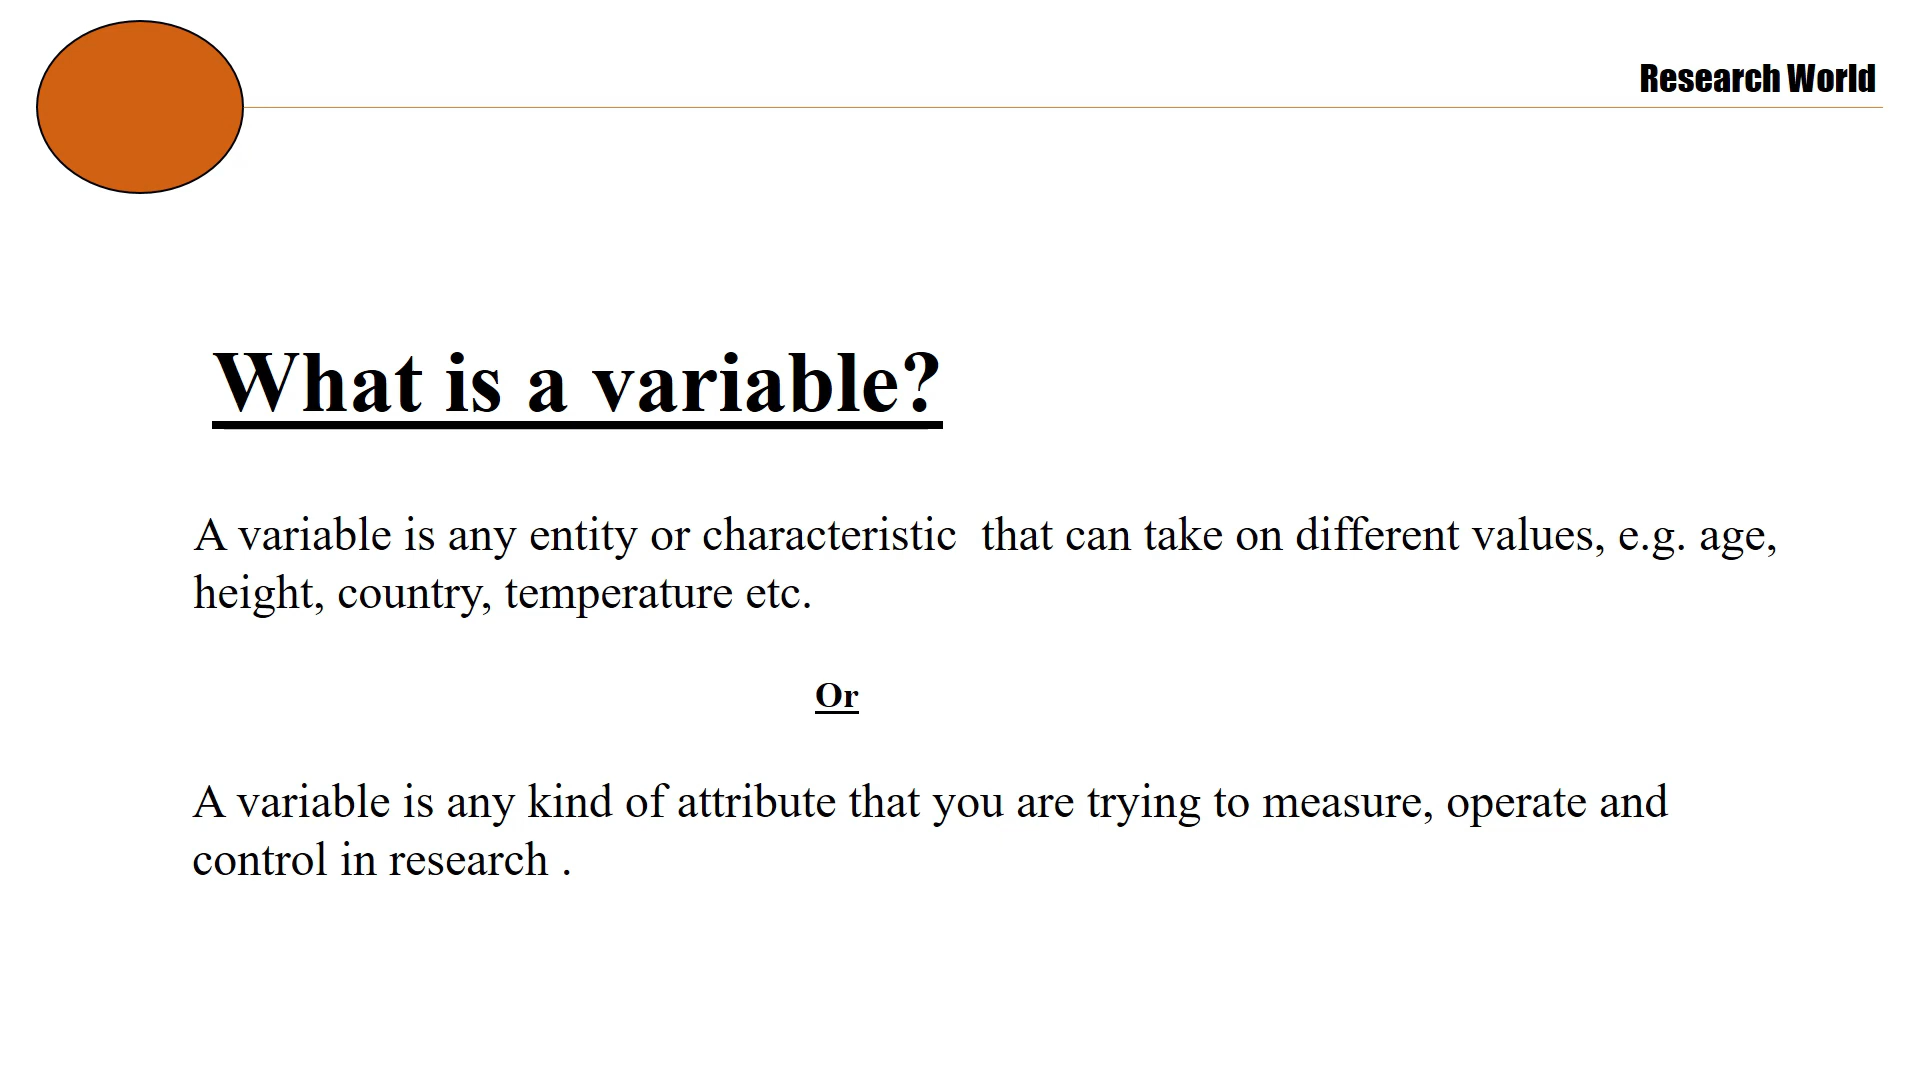 Research World
What is a variable?
A variable is any entity or characteristic  that can take on different values, e.g. age,
height, country, temperature etc.
Or
A variable is any kind of attribute that you are trying to measure, operate and
control in research .